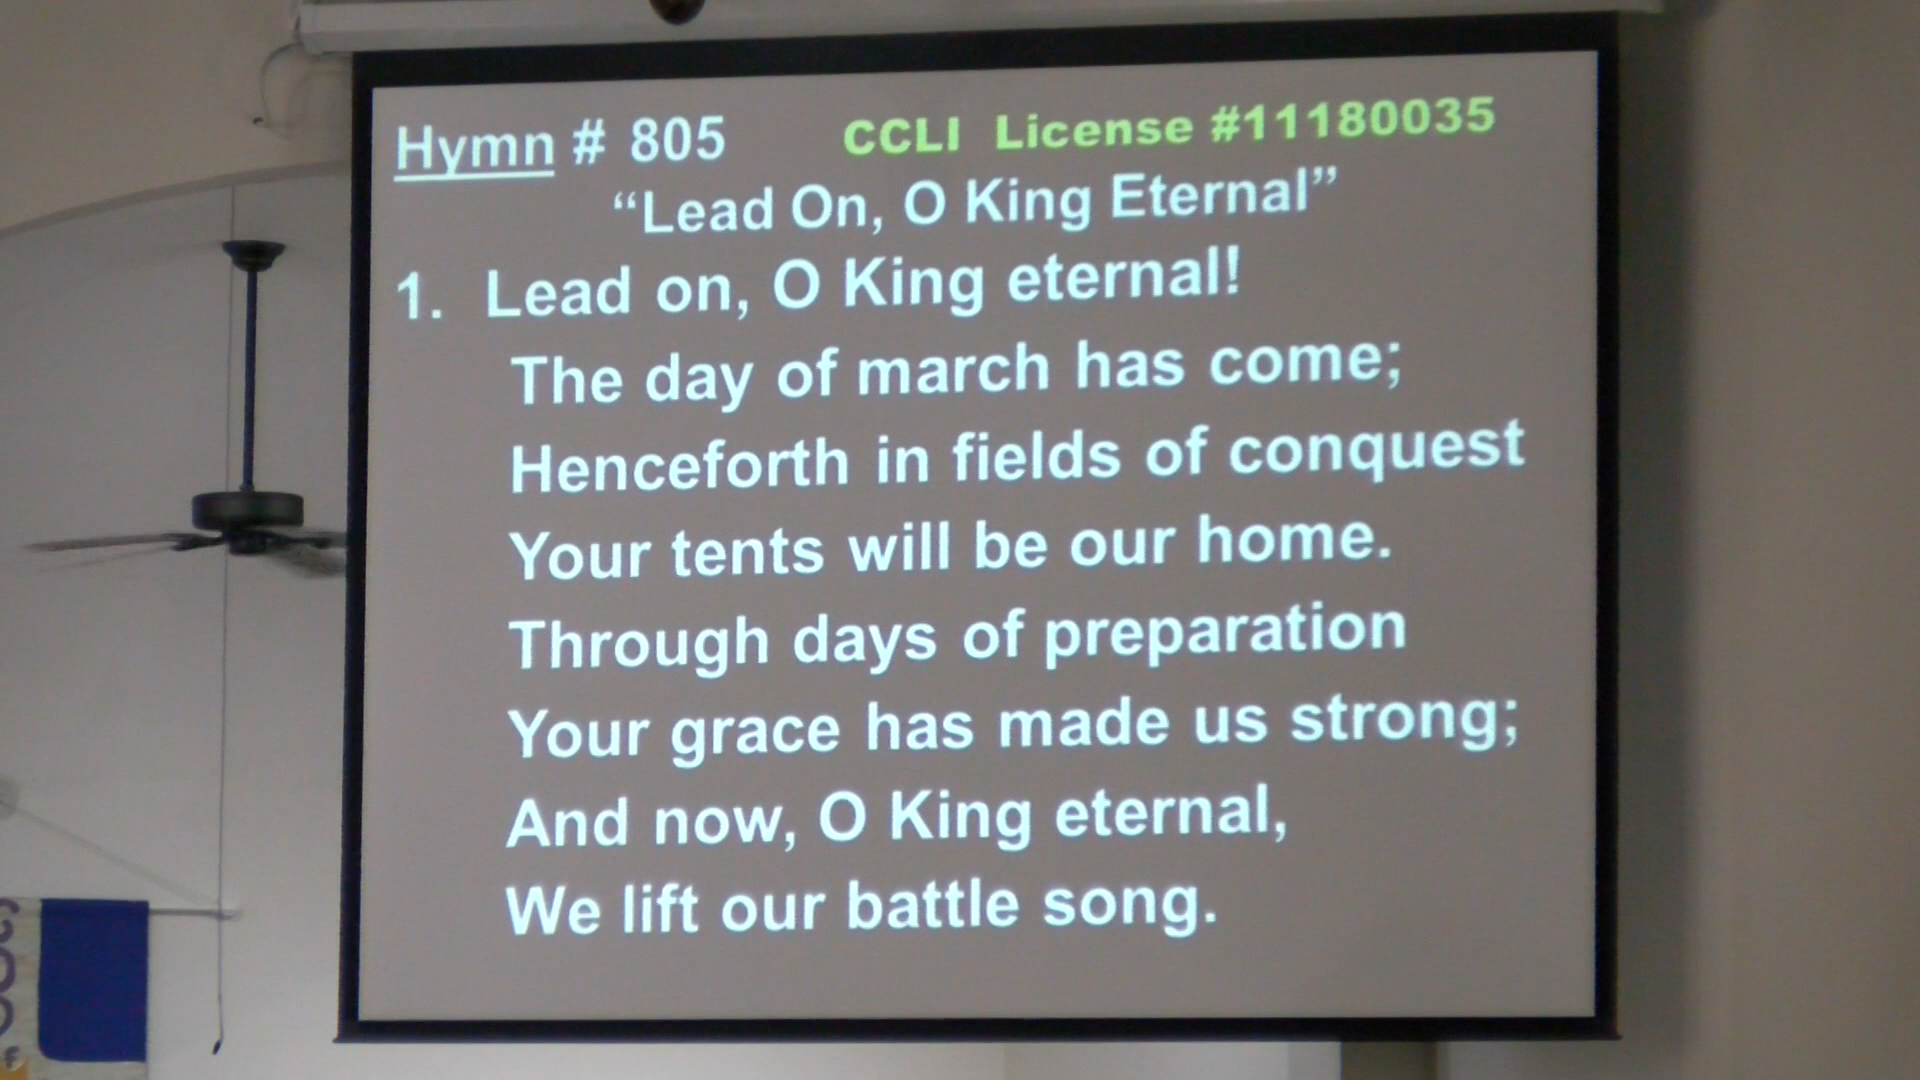 Hymn # 805 CCLI License #11180035
“Lead On, O King Eternal”
1. Lead on, O King eternal!
The day of march has come;
Henceforth in fields of conquest
Your tents will be our home.
Through days of preparation
Your grace has made us strong;
And now, O King eternal,
We lift our battle song.